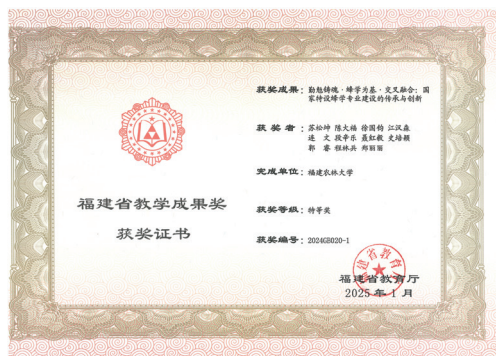 福建省教学成果奖
获奖证书
获奖成果：勤勉铸魂·蜂学为基·交叉融合：国
家特设蜂学专业建设的传承与创新
获 奖 者：苏松坤 陈大福 徐国钧 江汉森
连 文 段辛乐 聂红毅 史培颖
郭 睿 程林兵 郑丽丽
完成单位：福建农林大学
获奖等级：特等奖
获奖编号：2024GB020-1
福建省教育厅
2025年1月